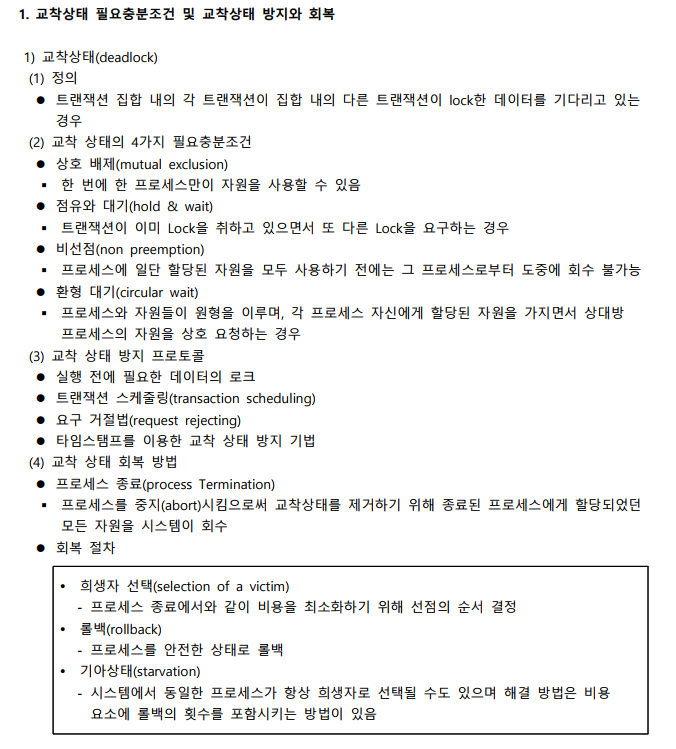 1. 교착상태 필요충분조건 및 교착상태 방지와 회복
1) 교착상태(deadlock)
(1) 정의
● 트랜잭션 집합 내의 각 트랜잭션이 집합 내의 다른 트랜잭션이 lock한 데이터를 기다리고 있는
경우
(2) 교착 상태의 4가지 필요충분조건
● 상호 배제(mutual exclusion)
▪ 한 번에 한 프로세스만이 자원을 사용할 수 있음
● 점유와 대기(hold & wait)
▪ 트랜잭션이 이미 Lock을 취하고 있으면서 또 다른 Lock을 요구하는 경우
● 비선점(non preemption)
▪ 프로세스에 일단 할당된 자원을 모두 사용하기 전에는 그 프로세스로부터 도중에 회수 불가능
● 환형 대기(circular wait)
▪ 프로세스와 자원들이 원형을 이루며, 각 프로세스 자신에게 할당된 자원을 가지면서 상대방
프로세스의 자원을 상호 요청하는 경우
(3) 교착 상태 방지 프로토콜
● 실행 전에 필요한 데이터의 로크
● 트랜잭션 스케줄링(transaction scheduling)
● 요구 거절법(request rejecting)
● 타임스탬프를 이용한 교착 상태 방지 기법
(4) 교착 상태 회복 방법
● 프로세스 종료(process Termination)
▪ 프로세스를 중지(abort)시킴으로써 교착상태를 제거하기 위해 종료된 프로세스에게 할당되었던
모든 자원을 시스템이 회수
● 회복 절차
• 희생자 선택(selection of a victim)
- 프로세스 종료에서와 같이 비용을 최소화하기 위해 선점의 순서 결정
• 롤백(rollback)
- 프로세스를 안전한 상태로 롤백
• 기아상태(starvation)
- 시스템에서 동일한 프로세스가 항상 희생자로 선택될 수도 있으며 해결 방법은 비용
요소에 롤백의 횟수를 포함시키는 방법이 있음